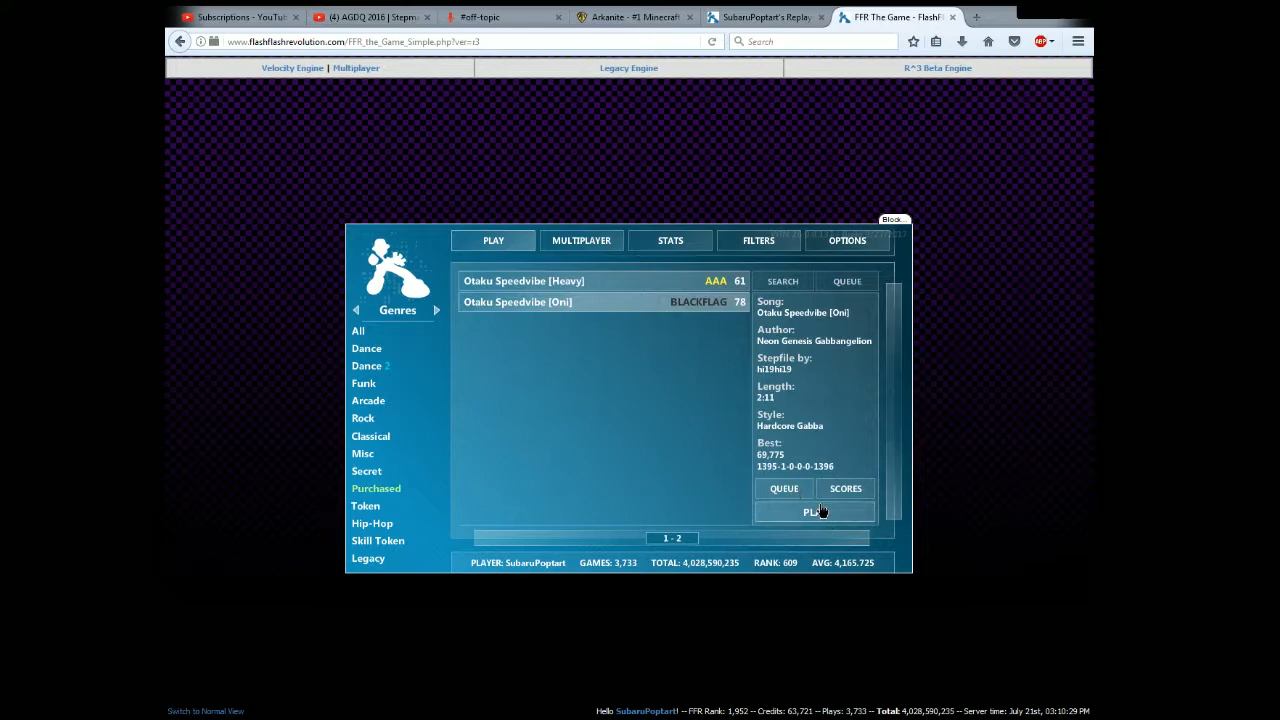 Subscriptions - YouTub
(4) AGDQ 2016 | Stepm
#off-topic
Arkanite - #1 Minecraft
SubaruPoptart's Replay
FFR The Game - FlashFl
www.flashflashrevolution.com/FFR_the_Game_Simple.php?ver=r3
Search
ABP
Velocity Engine | Multiplayer
Legacy Engine
R^3 Beta Engine
Block...
PLAY
MULTIPLAYER
STATS
FILTERS
OPTIONS
Genres
All
Dance
Dance 2
Funk
Arcade
Rock
Classical
Misc
Secret
Purchased
Token
Hip-Hop
Skill Token
Legacy
Otaku Speedvibe [Heavy] AAA 61
Otaku Speedvibe [Oni] BLACKFLAG 78
SEARCH
QUEUE
Song:
Otaku Speedvibe [Oni]
Author:
Neon Genesis Gabbangelion
Stepfile by:
hi19hi19
Length:
2:11
Style:
Hardcore Gabba
Best:
69,775
1395-1-0-0-0-1396
QUEUE
SCORES
1 - 2
PLAYER: SubaruPoptart GAMES: 3,733 TOTAL: 4,028,590,235 RANK: 609 AVG: 4,165.725
Switch to Normal View
Hello SubaruPoptart! -- FFR Rank: 1,952 -- Credits: 63,721 -- Plays: 3,733 -- Total: 4,028,590,235 -- Server time: July 21st, 03:10:29 PM